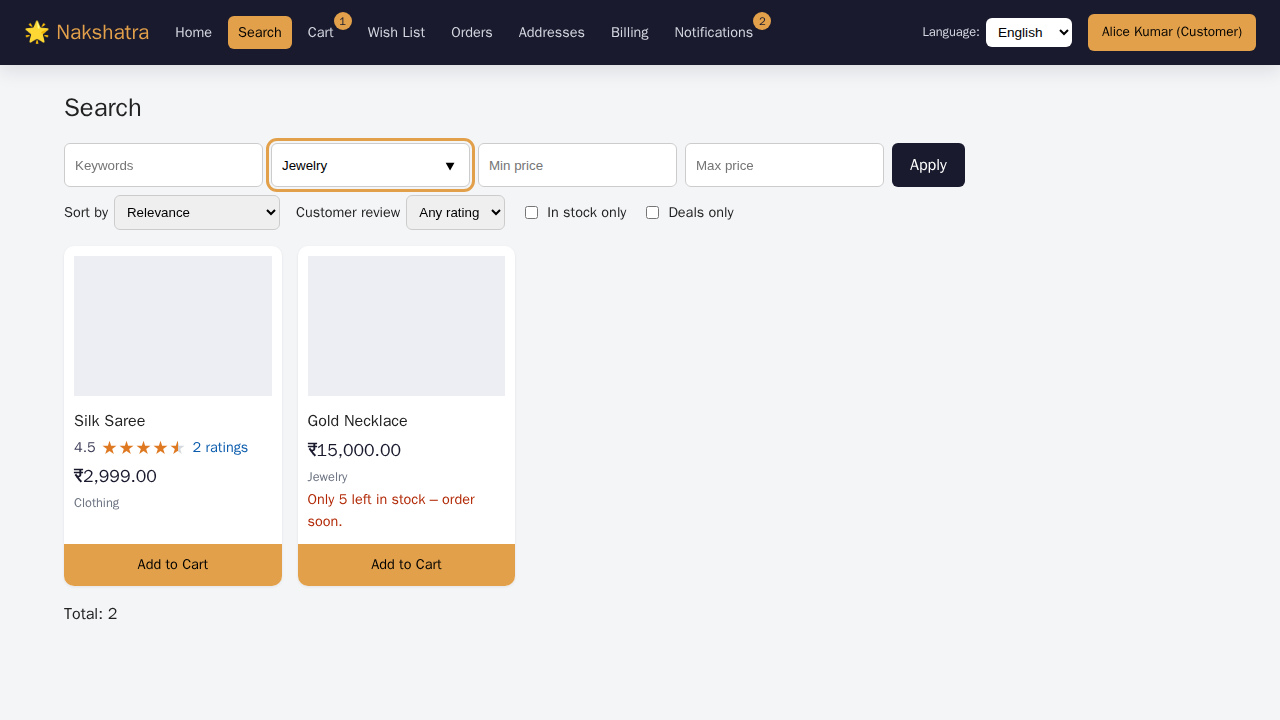 🌟 Nakshatra Home Search Cart 1 Wish List Orders Addresses Billing Notifications 2 Language: English Alice Kumar (Customer)
Search
Keywords Jewelry Min price Max price Apply
Sort by Relevance Customer review Any rating In stock only Deals only
Silk Saree
4.5 ★★★★★ 2 ratings
₹2,999.00
Clothing
Add to Cart
Gold Necklace
₹15,000.00
Jewelry
Only 5 left in stock – order
soon.
Add to Cart
Total: 2